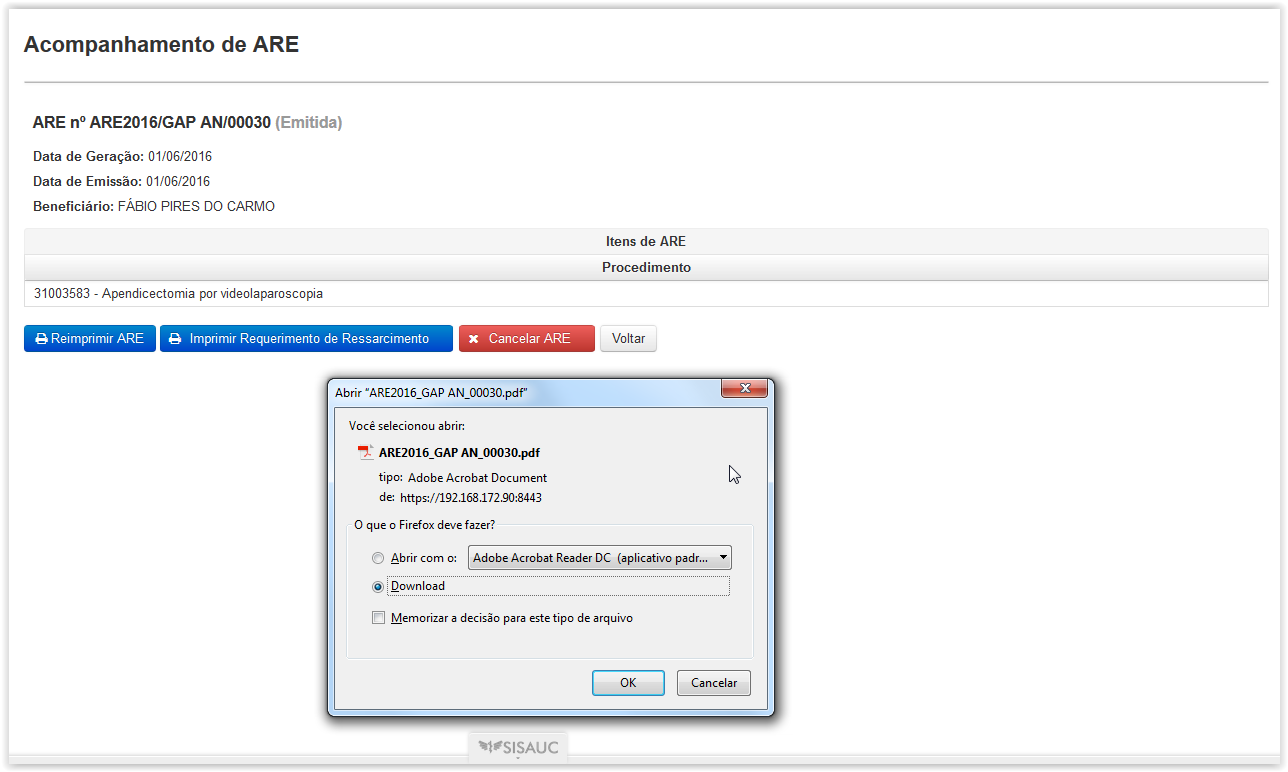 Acompanhamento de ARE
ARE nº ARE2016/GAP AN/00030 (Emitida)
Data de Geração: 01/06/2016
Data de Emissão: 01/06/2016
Beneficiário: FÁBIO PIRES DO CARMO
Itens de ARE
Procedimento
31003583 - Apendicectomia por videolaparoscopia
Reimprimir ARE Imprimir Requerimento de Ressarcimento Cancelar ARE Voltar
Abrir "ARE2016_GAP AN_00030.pdf"
Você selecionou abrir:
ARE2016_GAP AN_00030.pdf
tipo: Adobe Acrobat Document
de: https://192.168.172.90:8443
O que o Firefox deve fazer?
Abrir com o: Adobe Acrobat Reader DC (aplicativo padr...
Download
Memorizar a decisão para este tipo de arquivo
OK Cancelar
SISAUC